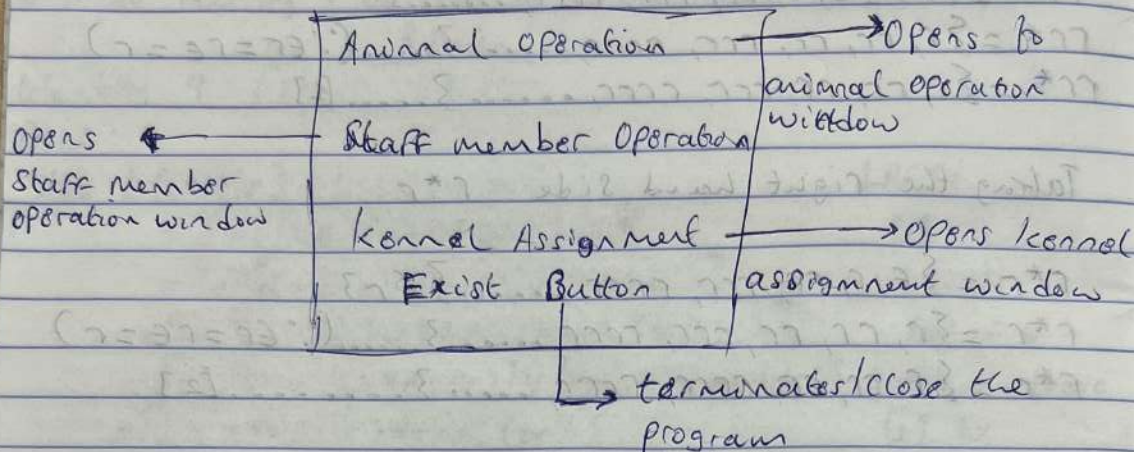 Animal Operation
Opens to
animal operation
wittdow
Staff member Operation
Opens
Staff member
operation window
Kennel Assignment
Opens kennel
assignment window
Exist Button
terminates/close the
program